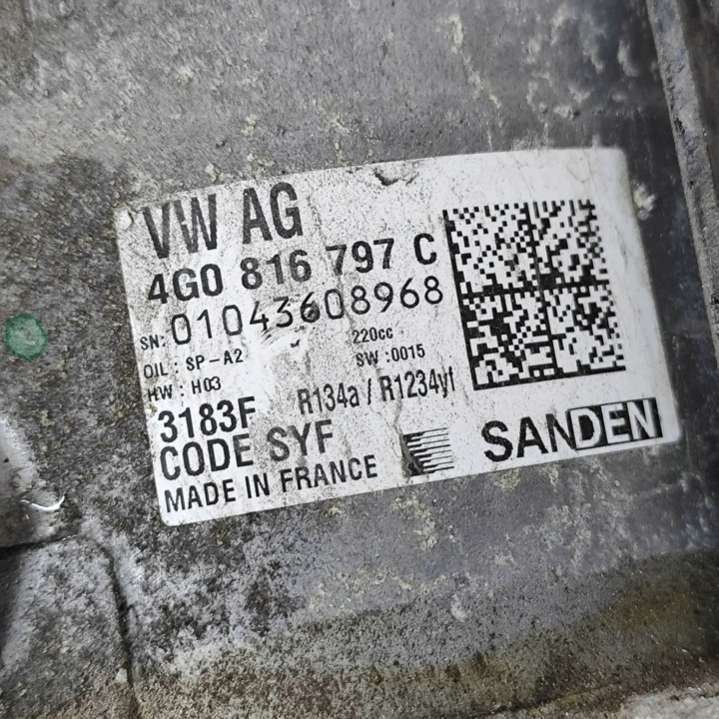 VW AG
4G0 816 797 C
SN: 01043608968
OIL : SP-A2 220cc
HW : H03 SW :0015
3183F R134a / R1234yf
CODE SYF
MADE IN FRANCE SANDEN